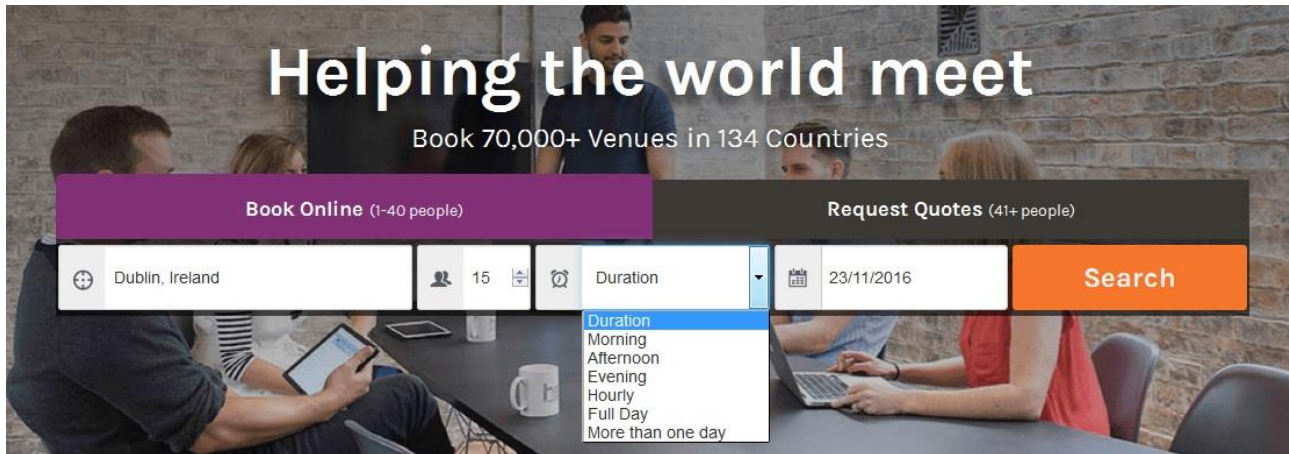 Helping the world meet
Book 70,000+ Venues in 134 Countries
Book Online (1-40 people)
Request Quotes (41+ people)
Dublin, Ireland
15
Duration
23/11/2016
Search
Duration
Morning
Afternoon
Evening
Hourly
Full Day
More than one day